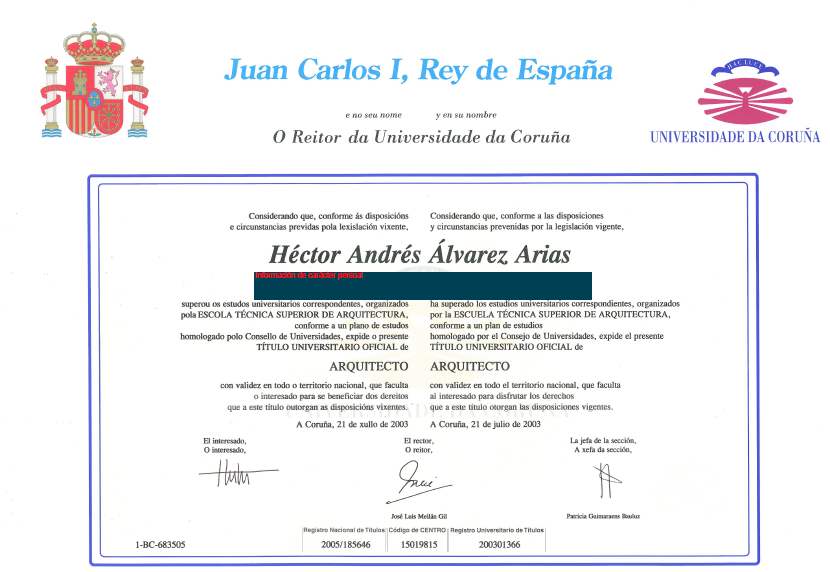 Juan Carlos I, Rey de España
e no seu nome y en su nombre
O Reitor da Universidade da Coruña
HAC LUCE
UNIVERSIDADE DA CORUÑA
Considerando que, conforme ás disposicións
e circunstancias previdas pola lexislación vixente,
Considerando que, conforme a las disposiciones
y circunstancias prevenidas por la legislación vigente,
Héctor Andrés Álvarez Arias
Información de carácter personal
superou os estudos universitarios correspondentes, organizados
pola ESCOLA TÉCNICA SUPERIOR DE ARQUITECTURA,
conforme a un plano de estudos
homologado polo Consello de Universidades, expide o presente
TÍTULO UNIVERSITARIO OFICIAL de
ARQUITECTO
con validez en todo o territorio nacional, que faculta
o interesado para se beneficiar dos dereitos
que a este título outorgan as disposicións vixentes.
A Coruña, 21 de xullo de 2003
ha superado los estudios universitarios correspondientes, organizados
por la ESCUELA TÉCNICA SUPERIOR DE ARQUITECTURA,
conforme a un plan de estudios
homologado por el Consejo de Universidades, expide el presente
TÍTULO UNIVERSITARIO OFICIAL de
ARQUITECTO
con validez en todo el territorio nacional, que faculta
al interesado para disfrutar los derechos
que a este título otorgan las disposiciones vigentes.
A Coruña, 21 de julio de 2003
UNIVERSIDADE DA CORUÑA
El interesado,
O interesado,
El rector,
O reitor,
José Luis Meilán Gil
La jefa de la sección,
A xefa da sección,
Patricia Guimaraens Bauluz
1-BC-683505
Registro Nacional de Títulos
2005/185646
Código de CENTRO
15019815
Registro Universitario de Títulos
200301366